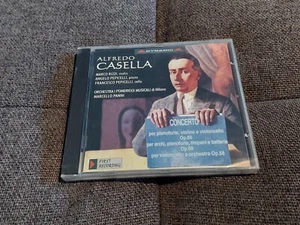 DYNAMIC
ALFREDO
CASELLA
MARCO RIZZI, violin
ANGELO PEPICELLI, piano
FRANCESCO PEPICELLI, cello
ORCHESTRA I POMERIGGI MUSICALI di Milano
MARCELLO PANNI
CONCERTO
per pianoforte, violino e violoncello
Op.56
per archi, pianoforte, timpani e batteria
Op.69
per violoncello e orchestra Op.58
FIRST
RECORDING